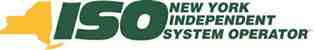 ISO NEW YORK
INDEPENDENT
SYSTEM OPERATOR